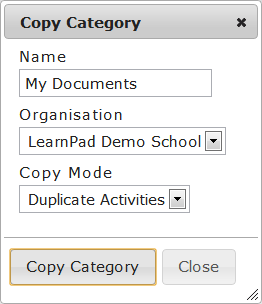 Copy Category
Name
My Documents
Organisation
LearnPad Demo School
Copy Mode
Duplicate Activities
Copy Category Close